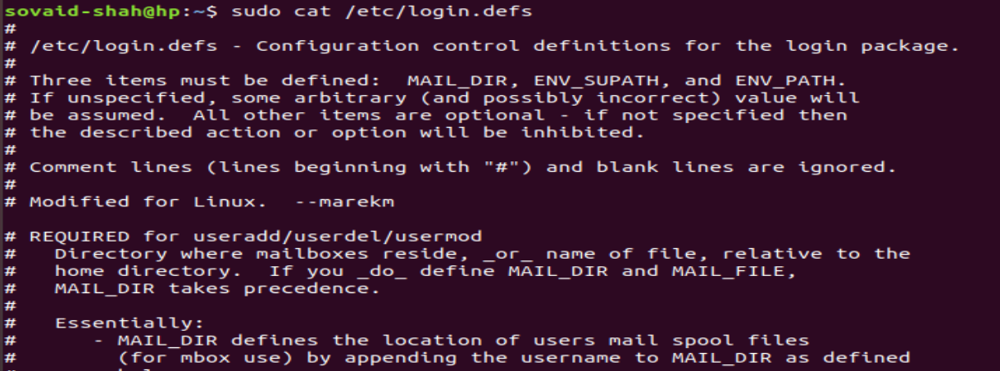 sovaid-shah@hp:~$ sudo cat /etc/login.defs
#
# /etc/login.defs - Configuration control definitions for the login package.
#
# Three items must be defined:  MAIL_DIR, ENV_SUPATH, and ENV_PATH.
# If unspecified, some arbitrary (and possibly incorrect) value will
# be assumed.  All other items are optional - if not specified then
# the described action or option will be inhibited.
#
# Comment lines (lines beginning with "#") and blank lines are ignored.
#
# Modified for Linux.  --marekm

# REQUIRED for useradd/userdel/usermod
#   Directory where mailboxes reside, _or_ name of file, relative to the
#   home directory.  If you _do_ define MAIL_DIR and MAIL_FILE,
#   MAIL_DIR takes precedence.
#
#   Essentially:
#      - MAIL_DIR defines the location of users mail spool files
#        (for mbox use) by appending the username to MAIL_DIR as defined